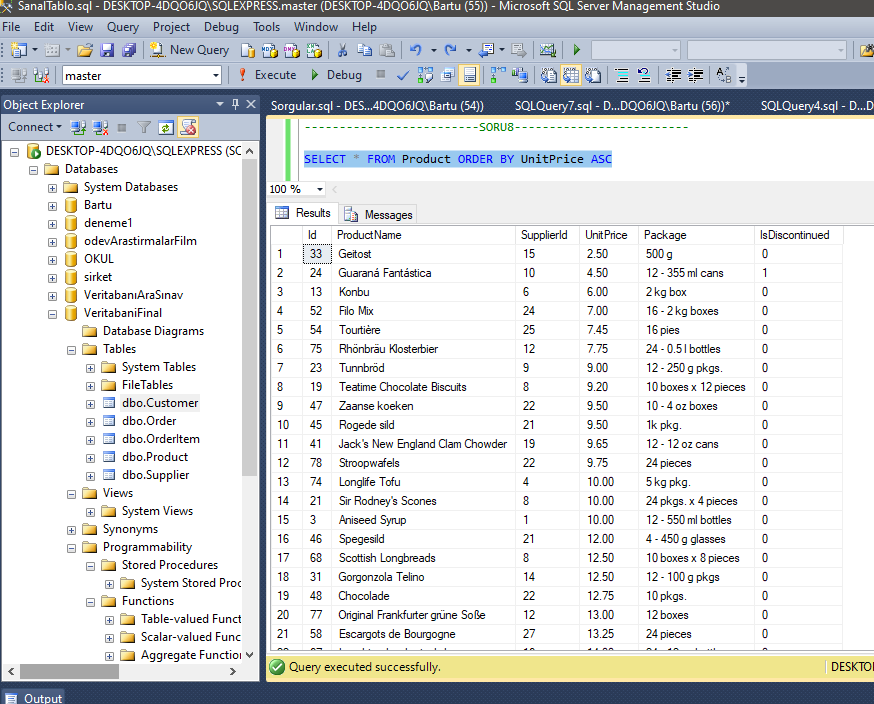 SanalTablo.sql - DESKTOP-4DQO6JQ\SQLEXPRESS.master (DESKTOP-4DQO6JQ\Bartu (55)) - Microsoft SQL Server Management Studio
File Edit View Query Project Debug Tools Window Help
New Query
master Execute Debug
Object Explorer
Sorgular.sql - DES...4DQO6JQ\Bartu (54)) SQLQuery7.sql - D...DQO6JQ\Bartu (56))* SQLQuery4.sql - D...D
Connect
DESKTOP-4DQO6JQ\SQLEXPRESS (SC
Databases
System Databases
Bartu
deneme1
odevArastirmalarFilm
OKUL
sirket
VeritabanıAraSınav
VeritabaniFinal
Database Diagrams
Tables
System Tables
FileTables
dbo.Customer
dbo.Order
dbo.OrderItem
dbo.Product
dbo.Supplier
Views
System Views
Synonyms
Programmability
Stored Procedures
System Stored Proc
Functions
Table-valued Funct
Scalar-valued Func
Aggregate Function
--------------------------SORU8--------------------------
SELECT * FROM Product ORDER BY UnitPrice ASC
100 %
Results Messages
Id ProductName SupplierId UnitPrice Package IsDiscontinued
1 33 Geitost 15 2.50 500 g 0
2 24 Guaraná Fantástica 10 4.50 12 - 355 ml cans 1
3 13 Konbu 6 6.00 2 kg box 0
4 52 Filo Mix 24 7.00 16 - 2 kg boxes 0
5 54 Tourtière 25 7.45 16 pies 0
6 75 Rhönbräu Klosterbier 12 7.75 24 - 0.5 l bottles 0
7 23 Tunnbröd 9 9.00 12 - 250 g pkgs. 0
8 19 Teatime Chocolate Biscuits 8 9.20 10 boxes x 12 pieces 0
9 47 Zaanse koeken 22 9.50 10 - 4 oz boxes 0
10 45 Rogede sild 21 9.50 1k pkg. 0
11 41 Jack's New England Clam Chowder 19 9.65 12 - 12 oz cans 0
12 78 Stroopwafels 22 9.75 24 pieces 0
13 74 Longlife Tofu 4 10.00 5 kg pkg. 0
14 21 Sir Rodney's Scones 8 10.00 24 pkgs. x 4 pieces 0
15 3 Aniseed Syrup 1 10.00 12 - 550 ml bottles 0
16 46 Spegesild 21 12.00 4 - 450 g glasses 0
17 68 Scottish Longbreads 8 12.50 10 boxes x 8 pieces 0
18 31 Gorgonzola Telino 14 12.50 12 - 100 g pkgs 0
19 48 Chocolade 22 12.75 10 pkgs. 0
20 77 Original Frankfurter grüne Soße 12 13.00 12 boxes 0
21 58 Escargots de Bourgogne 27 13.25 24 pieces 0
Query executed successfully. DESKTO
Output